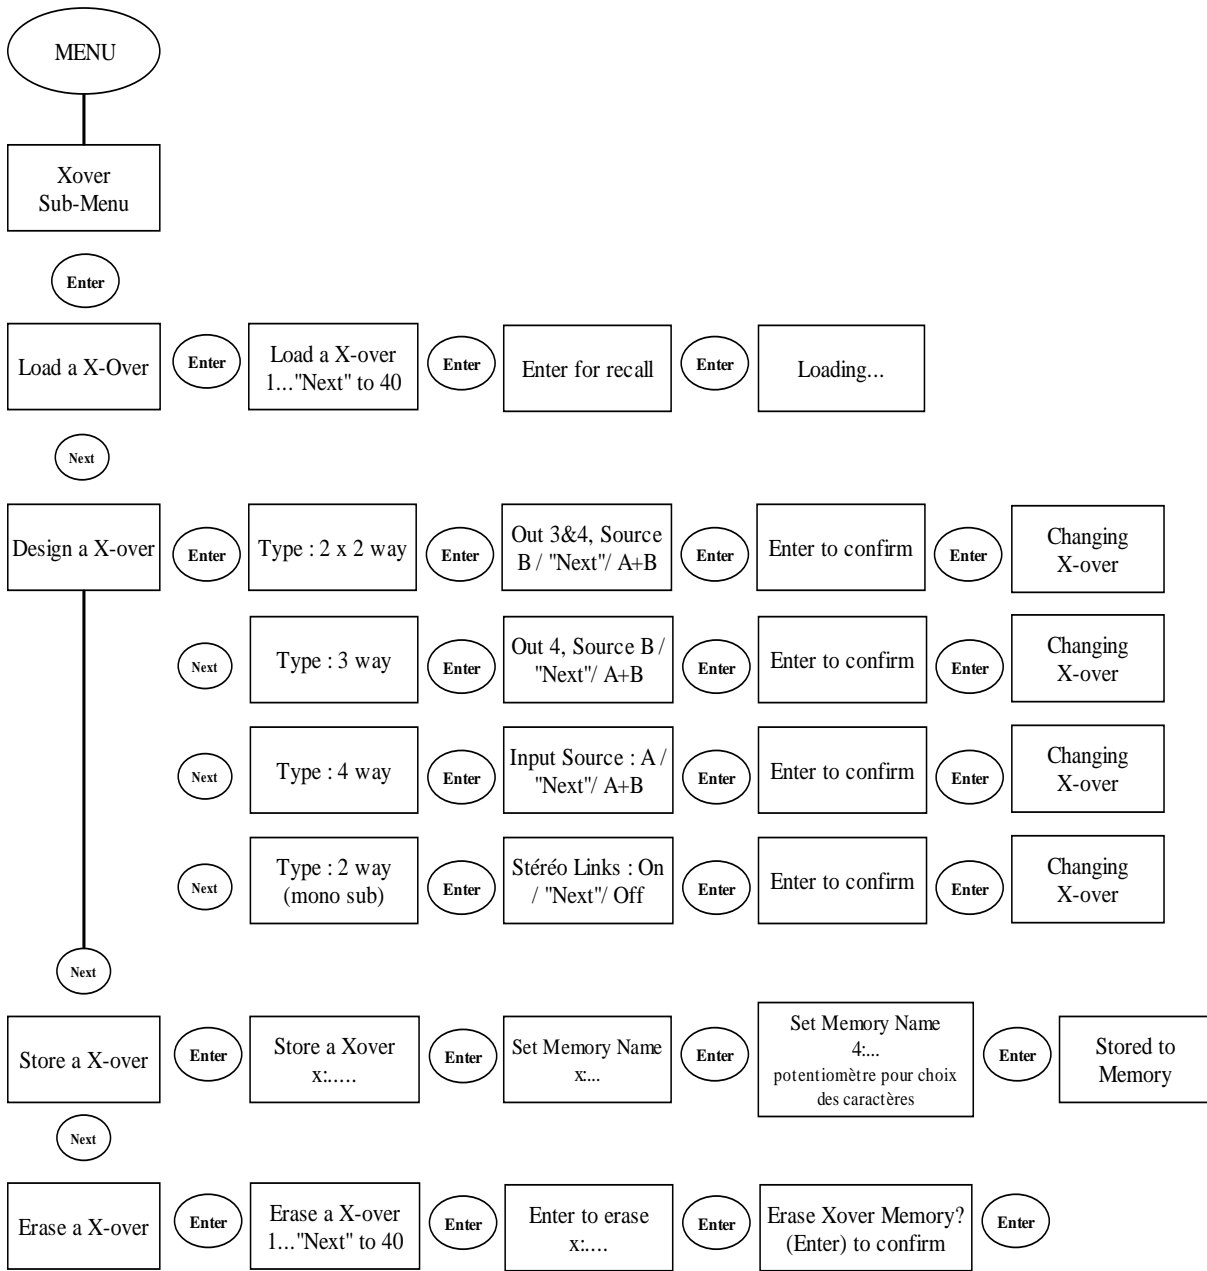 MENU
Xover
Sub-Menu
Enter
Load a X-Over
Enter
Load a X-over
1..."Next" to 40
Enter
Enter for recall
Enter
Loading...
Next
Design a X-over
Enter
Type : 2 x 2 way
Enter
Out 3&4, Source
B / "Next"/ A+B
Enter
Enter to confirm
Enter
Changing
X-over
Next
Type : 3 way
Enter
Out 4, Source B /
"Next"/ A+B
Enter
Enter to confirm
Enter
Changing
X-over
Next
Type : 4 way
Enter
Input Source : A /
"Next"/ A+B
Enter
Enter to confirm
Enter
Changing
X-over
Next
Type : 2 way
(mono sub)
Enter
Stéréo Links : On
/ "Next"/ Off
Enter
Enter to confirm
Enter
Changing
X-over
Next
Store a X-over
Enter
Store a Xover
x:.....
Enter
Set Memory Name
x:...
Enter
Set Memory Name
4:...
potentiomètre pour choix
des caractères
Enter
Stored to
Memory
Next
Erase a X-over
Enter
Erase a X-over
1..."Next" to 40
Enter
Enter to erase
x:....
Enter
Erase Xover Memory?
(Enter) to confirm
Enter